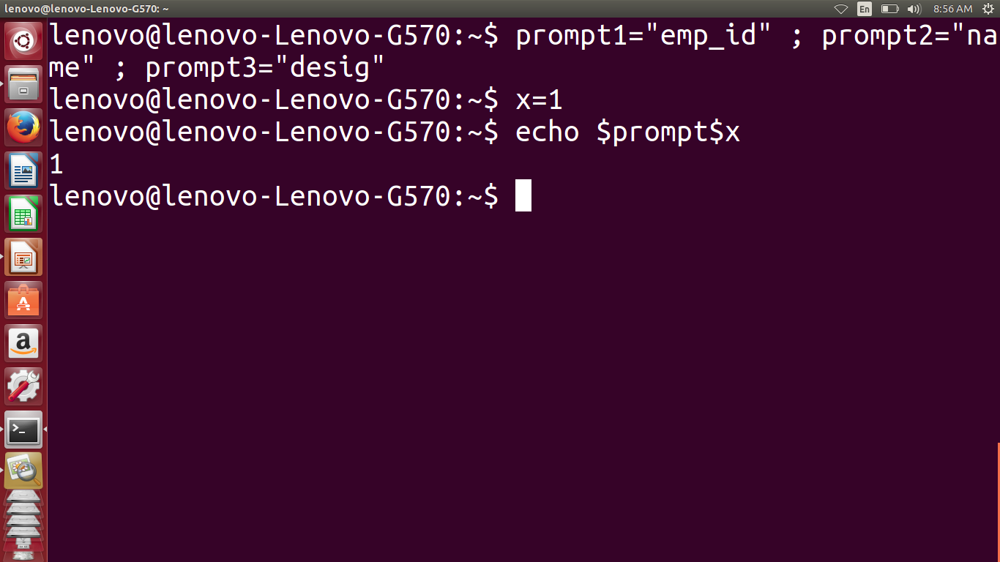 lenovo@lenovo-Lenovo-G570: ~
En
8:56 AM
lenovo@lenovo-Lenovo-G570:~$ prompt1="emp_id" ; prompt2="na
me" ; prompt3="desig"
lenovo@lenovo-Lenovo-G570:~$ x=1
lenovo@lenovo-Lenovo-G570:~$ echo $prompt$x
1
lenovo@lenovo-Lenovo-G570:~$